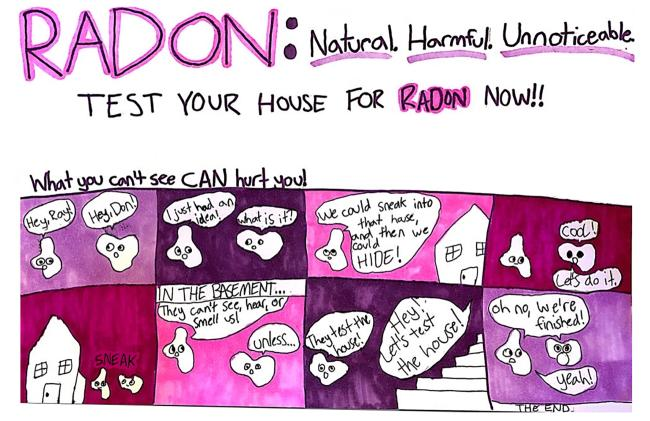 RADON: Natural. Harmful. Unnoticeable.
TEST YOUR HOUSE FOR RADON NOW!!
What you can't see CAN hurt you!
Hey, Ray!
Hey, Don!
I just had an
idea!
what is it!
We could sneak into
that house,
and then we
could
HIDE!
Cool!
Let's do it.
SNEAK
IN THE BASEMENT...
They can't see, hear, or
smell us!
unless...
They test the
house!
Hey!
Let's test
the house!
oh no, we're
finished!
yeah!
THE END.